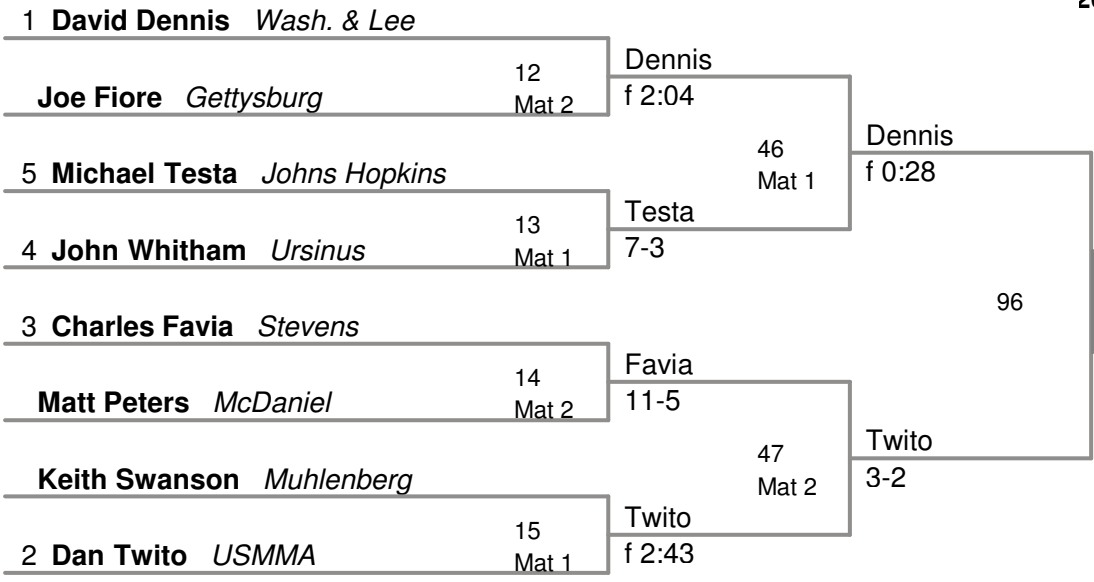 1 David Dennis Wash. & Lee
Dennis
12
Joe Fiore Gettysburg
Mat 2
f 2:04
Dennis
46
5 Michael Testa Johns Hopkins
Mat 1
f 0:28
Testa
13
4 John Whitham Ursinus
Mat 1
7-3
96
3 Charles Favia Stevens
Favia
14
Matt Peters McDaniel
Mat 2
11-5
Twito
47
Keith Swanson Muhlenberg
Mat 2
3-2
Twito
15
2 Dan Twito USMMA
Mat 1
f 2:43